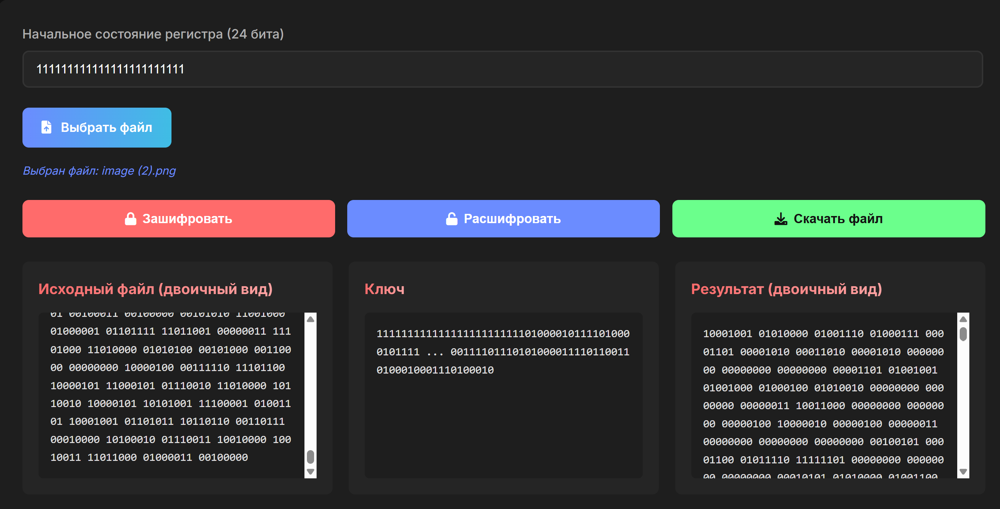 Начальное состояние регистра (24 бита)
111111111111111111111111
Выбрать файл
Выбран файл: image (2).png
Зашифровать
Расшифровать
Скачать файл
Исходный файл (двоичный вид)
01 00100011 00100000 00101010 11001000
01000001 01101111 11011001 00000011 111
01000 11010000 01010100 00101000 001100
00 00000000 10000100 00111110 11101100
10000101 11000101 01110010 11010000 101
10010 10000101 10101001 11100001 010011
01 10001001 01101011 10110110 00110111
00010000 10100010 01110011 10010000 100
10011 11011000 01000011 00100000
Ключ
11111111111111111111111101000010111101000
0101111 ... 00111101110101000011110110011
0100010001110100010
Результат (двоичный вид)
10001001 01010000 01001110 01000111 000
01101 00001010 00011010 00001010 000000
00 00000000 00000000 00001101 01001001
01001000 01000100 01010010 00000000 000
00000 00000011 10011000 00000000 000000
00 00000100 10000010 00000100 00000011
00000000 00000000 00000000 00100101 000
01100 01011110 11111101 00000000 000000
00 00000000 00010101 01010000 01001100